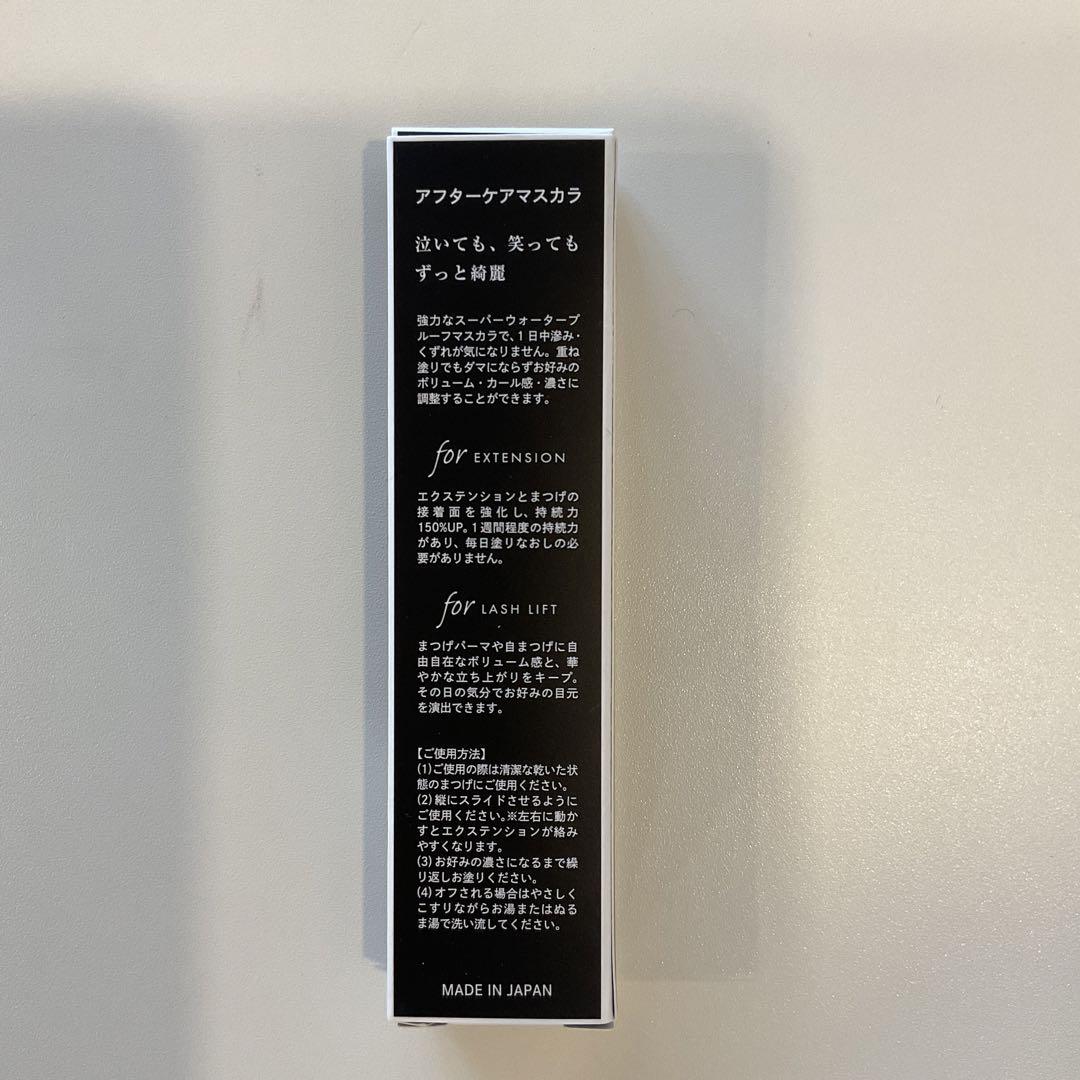 アフターケアマスカラ
泣いても、笑っても
ずっと綺麗
強力なスーパーウォータープ
ルーフマスカラで、1日中滲み・
くずれが気になりません。重ね
塗りでもダマにならずお好みの
ボリューム・カール感・濃さに
調整することができます。
for EXTENSION
エクステンションとまつげの
接着面を強化し、持続力
150%UP。1週間程度の持続力
があり、毎日塗りなおしの必
要がありません。
for LASH LIFT
まつげパーマや自まつげに自
由自在なボリューム感と、華
やかな立ち上がりをキープ。
その日の気分でお好みの目元
を演出できます。
【ご使用方法】
(1)ご使用の際は清潔な乾いた状
態のまつげにご使用ください。
(2)縦にスライドさせるように
ご使用ください。※左右に動か
すとエクステンションが絡み
やすくなります。
(3)お好みの濃さになるまで繰
り返しお塗りください。
(4)オフされる場合はやさしく
こすりながらお湯またはぬる
ま湯で洗い流してください。
MADE IN JAPAN